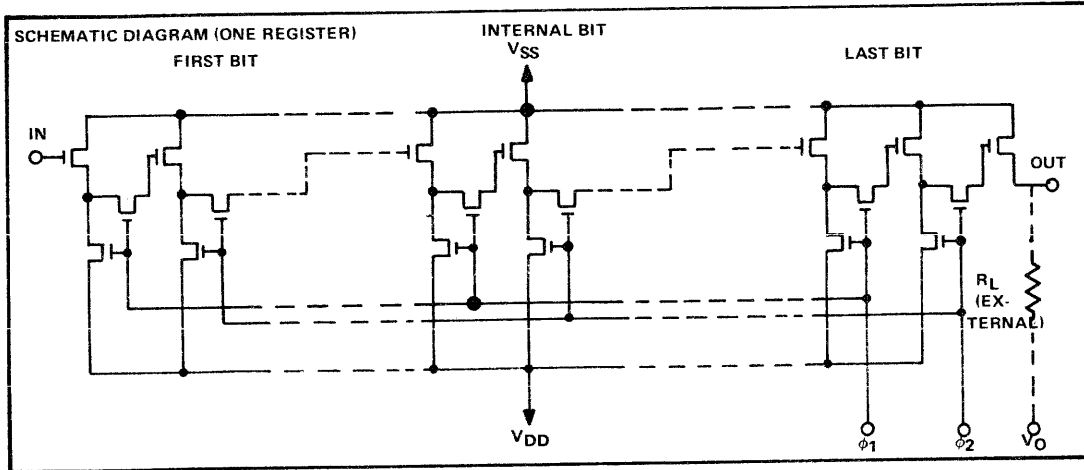 SCHEMATIC DIAGRAM (ONE REGISTER)
INTERNAL BIT
FIRST BIT
VSS
LAST BIT
IN
OUT
RL
(EX-
TERNAL)
VDD
ϕ1
ϕ2
VO